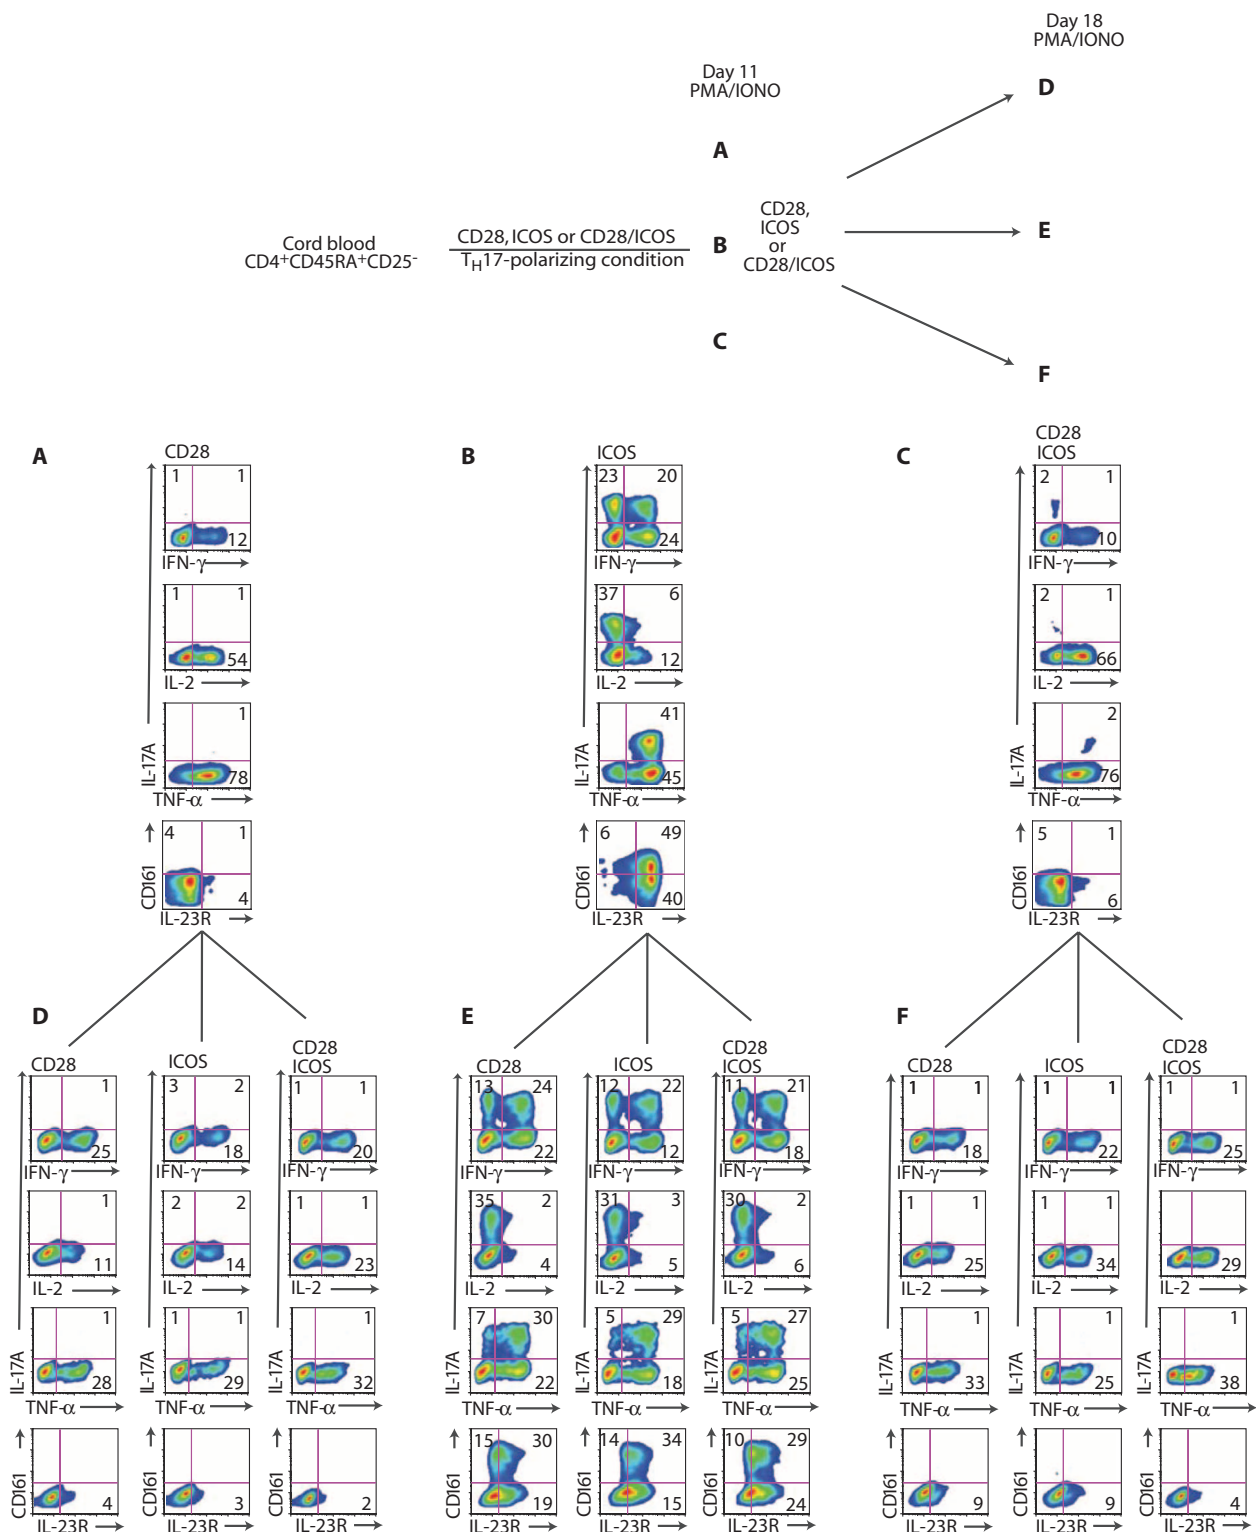 Day 18
PMA/IONO
Day 11
PMA/IONO
D
A
CD28,
ICOS
or
CD28/ICOS
E
Cord blood
CD4+CD45RA+CD25-
CD28, ICOS or CD28/ICOS
TH17-polarizing condition
B
C
F
A
CD28
B
ICOS
C
CD28
ICOS
1 1
12
IFN-γ
23 20
24
IFN-γ
2 1
10
IFN-γ
1 1
54
IL-2
37 6
12
IL-2
2 1
66
IL-2
IL-17A
1
78
TNF-α
IL-17A
41
45
TNF-α
IL-17A
2
76
TNF-α
CD161
4 1
4
IL-23R
CD161
6 49
40
IL-23R
CD161
5 1
6
IL-23R
D
E
F
CD28
ICOS
CD28
ICOS
CD28
ICOS
CD28
ICOS
CD28
ICOS
CD28
ICOS
1
25
IFN-γ
3 2
18
IFN-γ
1 1
20
IFN-γ
13 24
22
IFN-γ
12 22
12
IFN-γ
11 21
18
IFN-γ
1 1
18
IFN-γ
1 1
22
IFN-γ
1 1
25
IFN-γ
1
11
IL-2
2 2
14
IL-2
1 1
23
IL-2
35 2
4
IL-2
31 3
5
IL-2
30 2
6
IL-2
1 1
25
IL-2
1 1
34
IL-2
29
IL-2
IL-17A
1
28
TNF-α
IL-17A
1 1
29
TNF-α
IL-17A
1
32
TNF-α
IL-17A
7 30
22
TNF-α
IL-17A
5 29
18
TNF-α
IL-17A
5 27
25
TNF-α
IL-17A
1
33
TNF-α
IL-17A
1
25
TNF-α
IL-17A
1
38
TNF-α
CD161
4
IL-23R
CD161
3
IL-23R
CD161
2
IL-23R
CD161
15 30
19
IL-23R
CD161
14 34
15
IL-23R
CD161
10 29
24
IL-23R
CD161
9
IL-23R
CD161
9
IL-23R
CD161
4
IL-23R